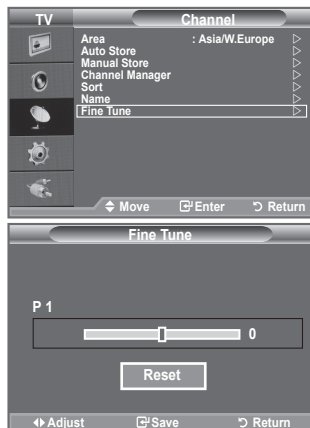 TV Channel
Area : Asia/W.Europe
Auto Store
Manual Store
Channel Manager
Sort
Name
Fine Tune
Move Enter Return
Fine Tune
P 1
0
Reset
Adjust Save Return